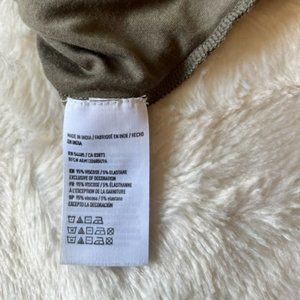 MADE IN INDIA / FABRIQUÉ EN INDE / HECHO
EN INDIA
EN 95% VISCOSE / 5% ELASTANE
EXCLUSIVE OF DECORATION
FR 95% VISCOSE / 5% ÉLASTHANNE
À L'EXCEPTION DE LA GARNITURE
SP 95% viscosa / 5% elastano
EXCEPTO LA DECORACIÓN